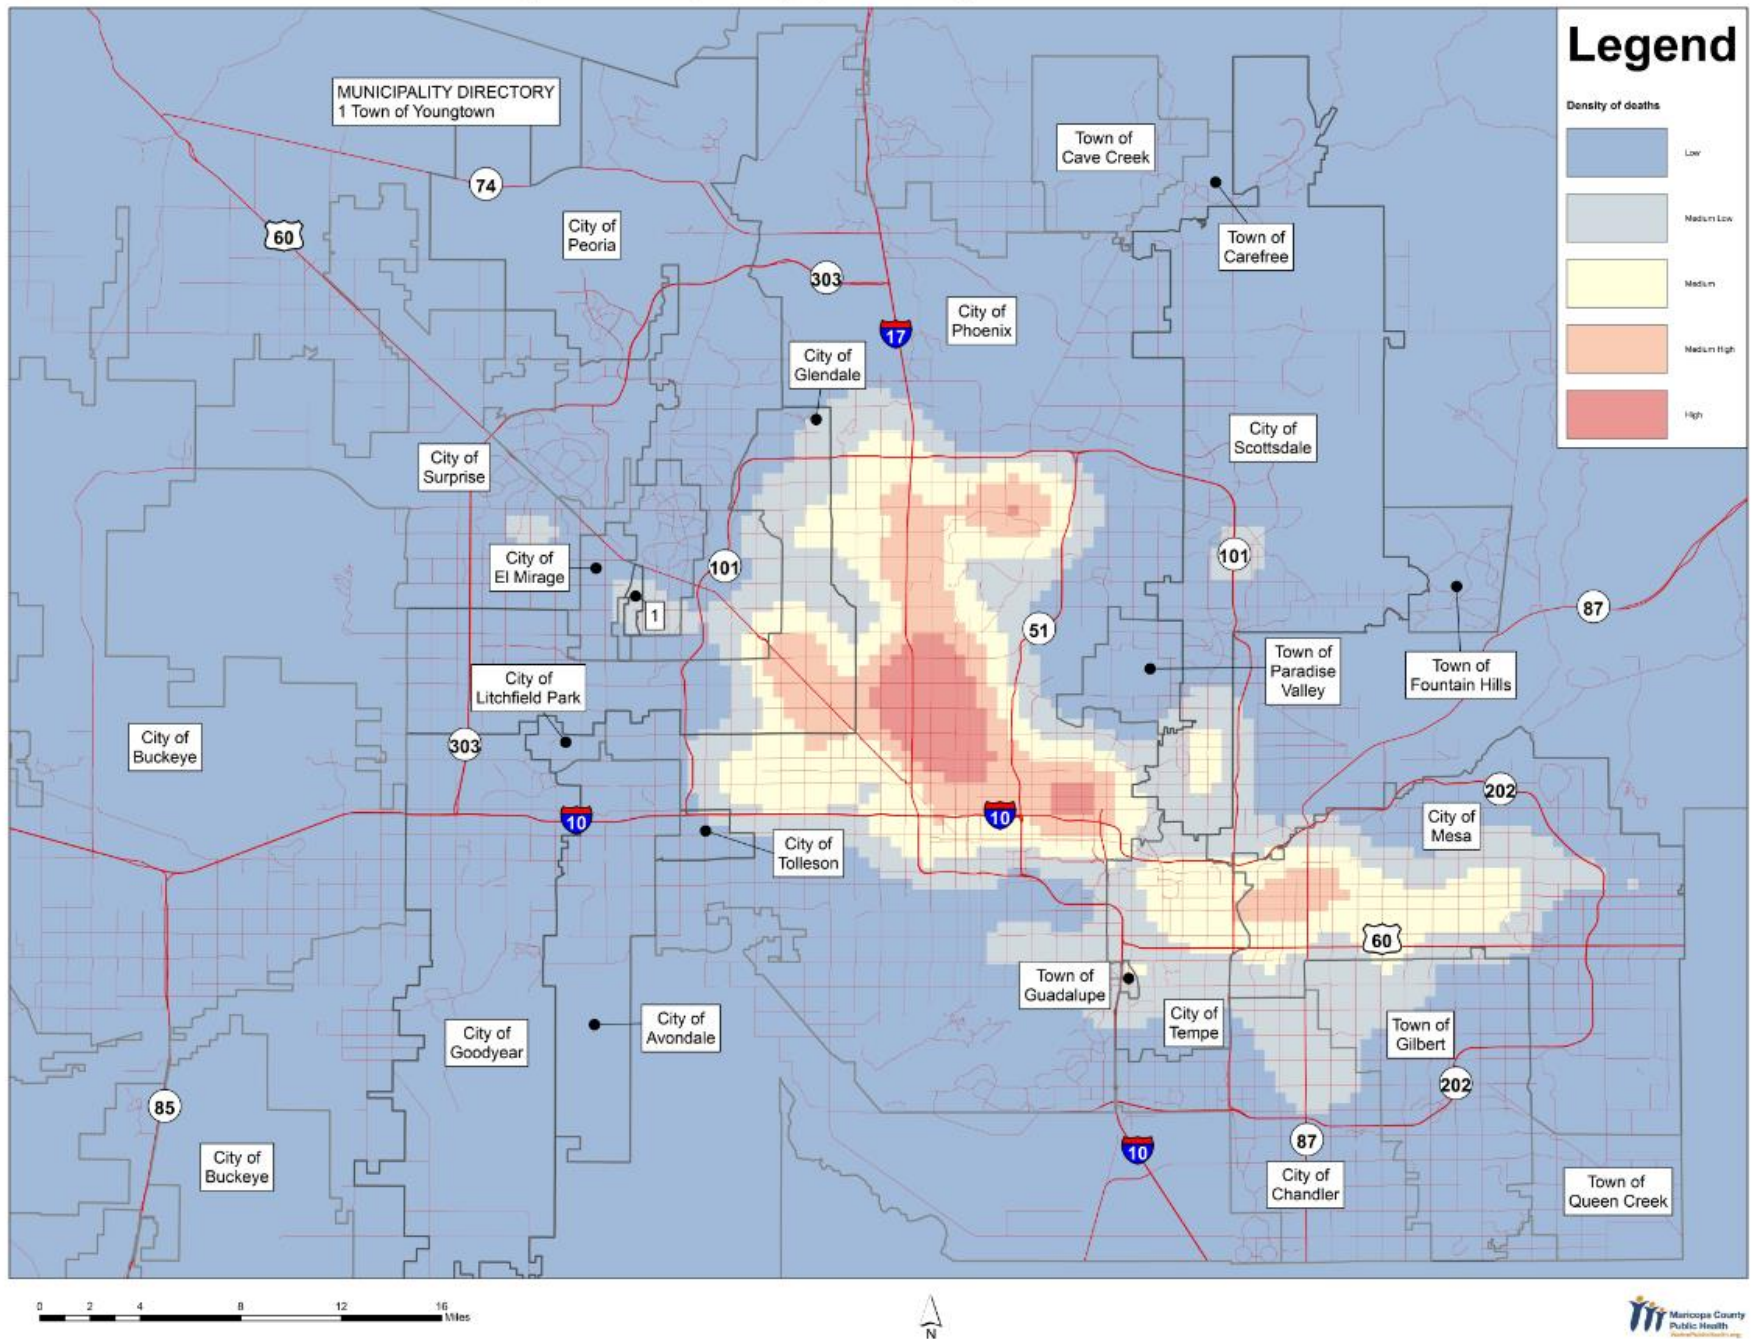 Legend
Density of deaths
Low
Medium Low
Medium
Medium High
High
MUNICIPALITY DIRECTORY
1 Town of Youngtown
74
60
City of
Peoria
303
17
City of
Phoenix
Town of
Cave Creek
Town of
Carefree
City of
Glendale
City of
Surprise
City of
Scottsdale
City of
El Mirage
1
101
101
51
87
City of
Litchfield Park
Town of
Paradise
Valley
Town of
Fountain Hills
City of
Buckeye
303
10
10
202
City of
Mesa
City of
Tolleson
60
Town of
Guadalupe
City of
Tempe
Town of
Gilbert
City of
Goodyear
City of
Avondale
202
85
10
87
City of
Chandler
City of
Buckeye
Town of
Queen Creek
0 2 4 8 12 16
Miles
N
Maricopa County
Public Health